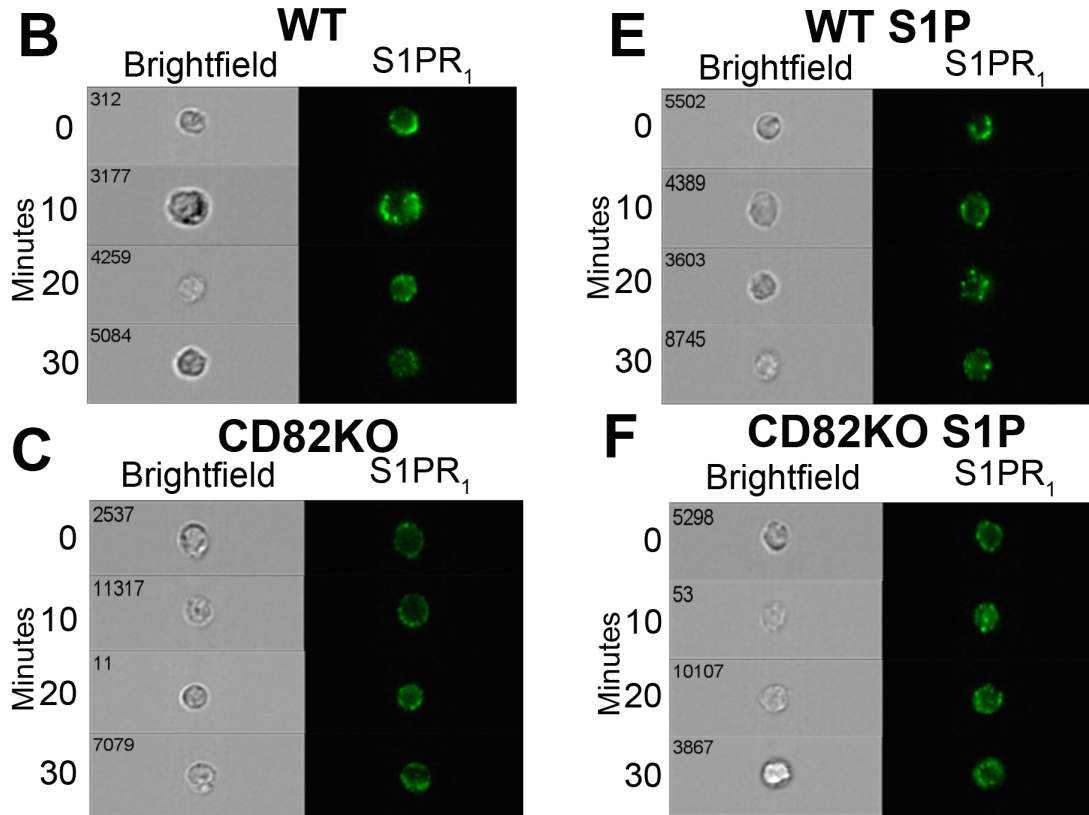 B
WT
Brightfield
S1PR1
Minutes
0
312
10
3177
20
4259
30
5084
E
WT S1P
Brightfield
S1PR1
Minutes
0
5502
10
4389
20
3603
30
8745
C
CD82KO
Brightfield
S1PR1
Minutes
0
2537
10
11317
20
11
30
7079
F
CD82KO S1P
Brightfield
S1PR1
Minutes
0
5298
10
53
20
10107
30
3867